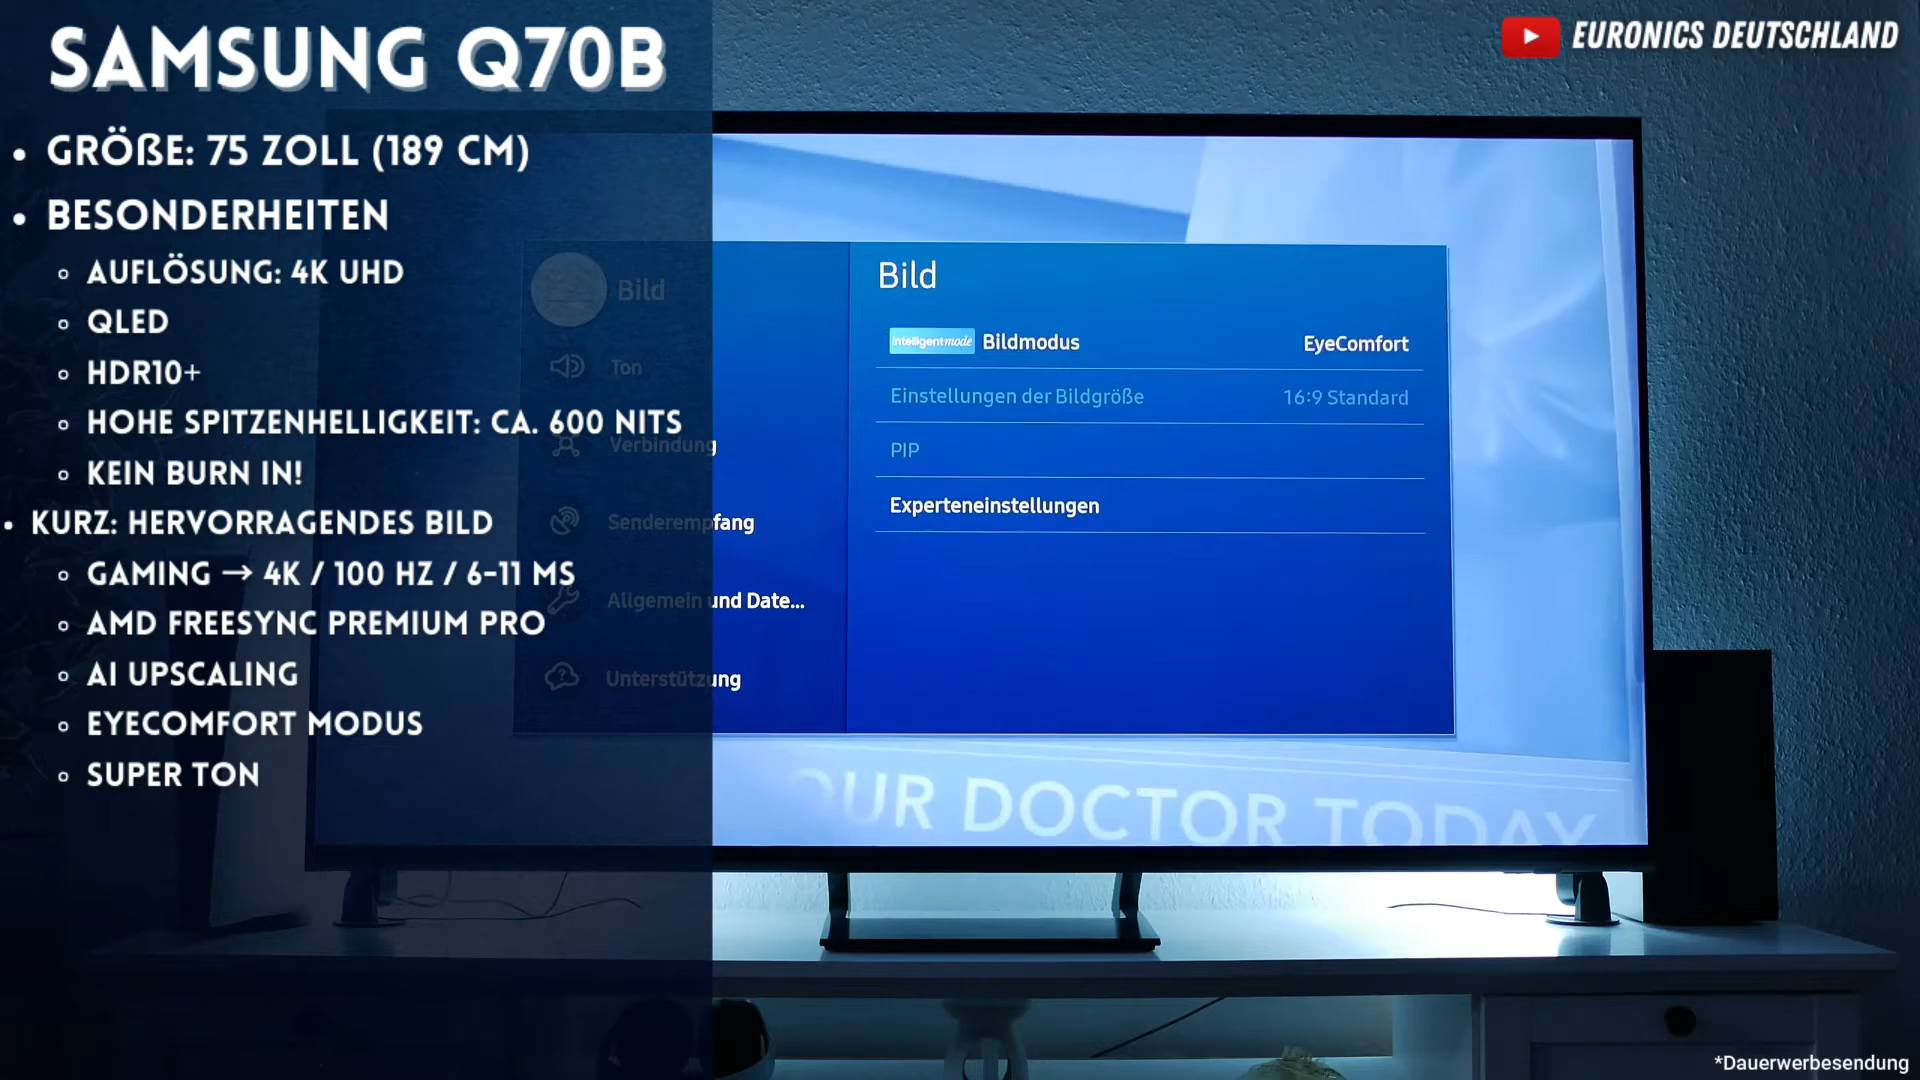 SAMSUNG Q70B
EURONICS DEUTSCHLAND
• GRÖßE: 75 ZOLL (189 CM)
• BESONDERHEITEN
◦ AUFLÖSUNG: 4K UHD
◦ QLED
◦ HDR10+
◦ HOHE SPITZENHELLIGKEIT: CA. 600 NITS
◦ KEIN BURN IN!
• KURZ: HERVORRAGENDES BILD
◦ GAMING → 4K / 100 HZ / 6-11 MS
◦ AMD FREESYNC PREMIUM PRO
◦ AI UPSCALING
◦ EYECOMFORT MODUS
◦ SUPER TON
Bild
Ton
Verbindung
Senderempfang
Allgemein und Date...
Unterstützung
Bild
intelligentmode Bildmodus EyeComfort
Einstellungen der Bildgröße 16:9 Standard
PIP
Experteneinstellungen
OUR DOCTOR TODAY
*Dauerwerbesendung